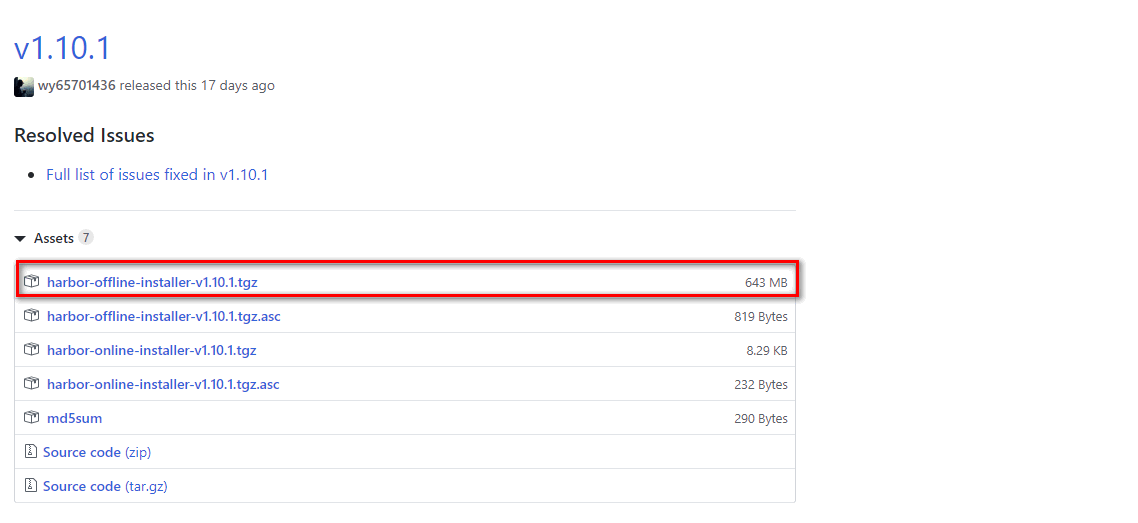 v1.10.1
wy65701436 released this 17 days ago
Resolved Issues
Full list of issues fixed in v1.10.1
Assets 7
harbor-offline-installer-v1.10.1.tgz 643 MB
harbor-offline-installer-v1.10.1.tgz.asc 819 Bytes
harbor-online-installer-v1.10.1.tgz 8.29 KB
harbor-online-installer-v1.10.1.tgz.asc 232 Bytes
md5sum 290 Bytes
Source code (zip)
Source code (tar.gz)